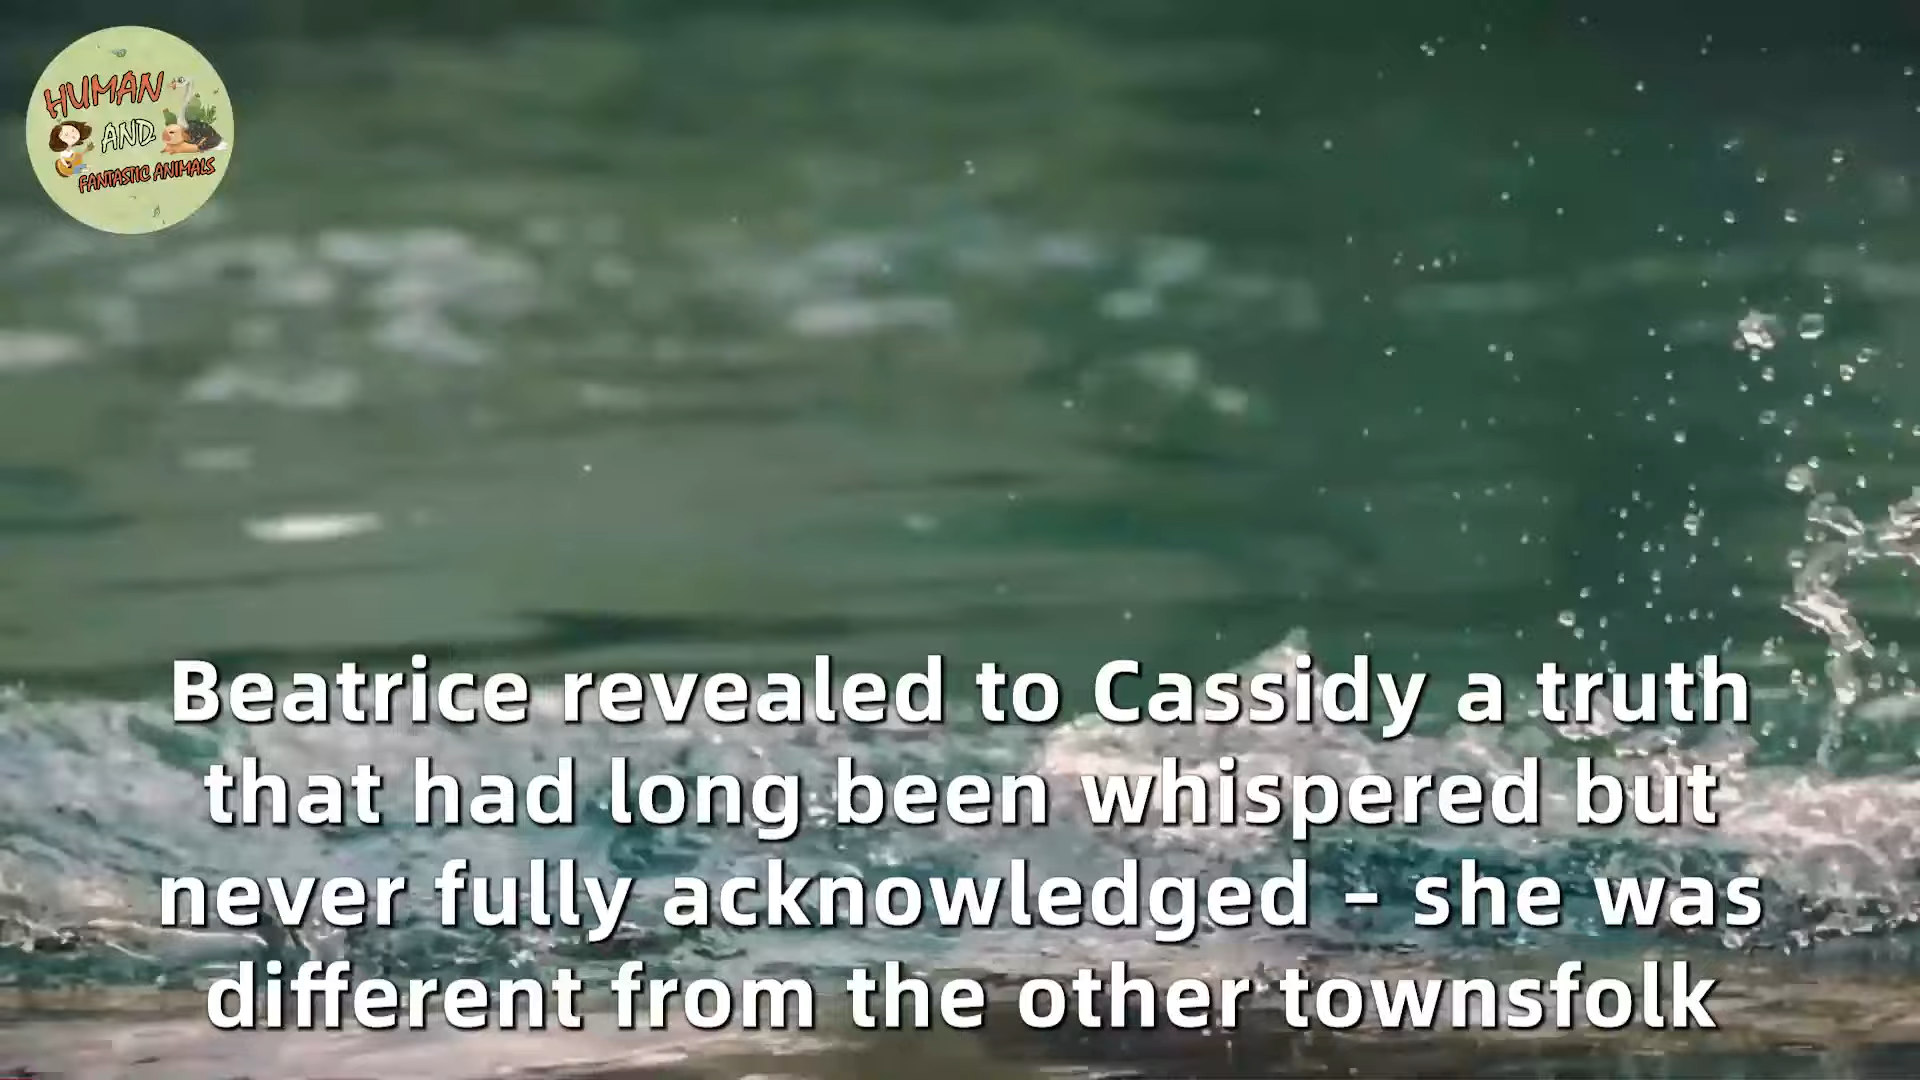 HUMAN
AND
FANTASTIC ANIMALS
Beatrice revealed to Cassidy a truth
that had long been whispered but
never fully acknowledged - she was
different from the other townsfolk